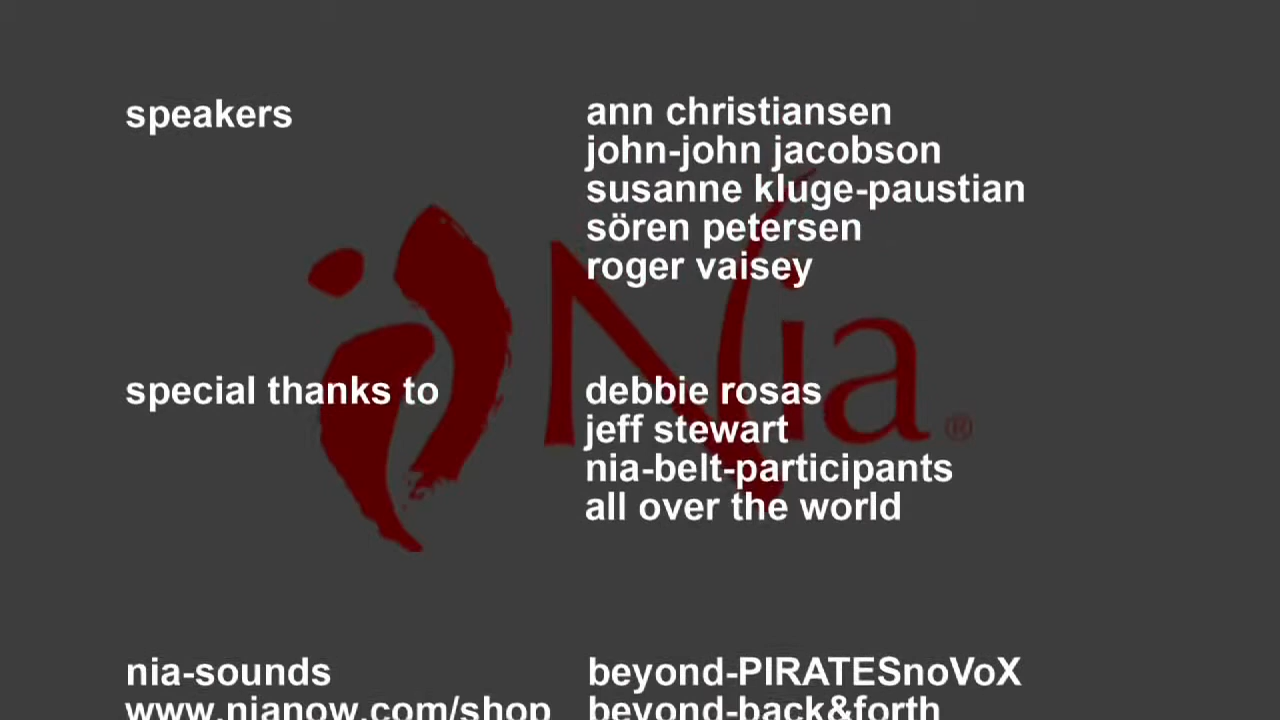 speakers
ann christiansen
john-john jacobson
susanne kluge-paustian
sören petersen
roger vaisey
Nia®
special thanks to
debbie rosas
jeff stewart
nia-belt-participants
all over the world
nia-sounds
beyond-PIRATESnoVoX
www.nianow.com/shop
beyond-back&forth